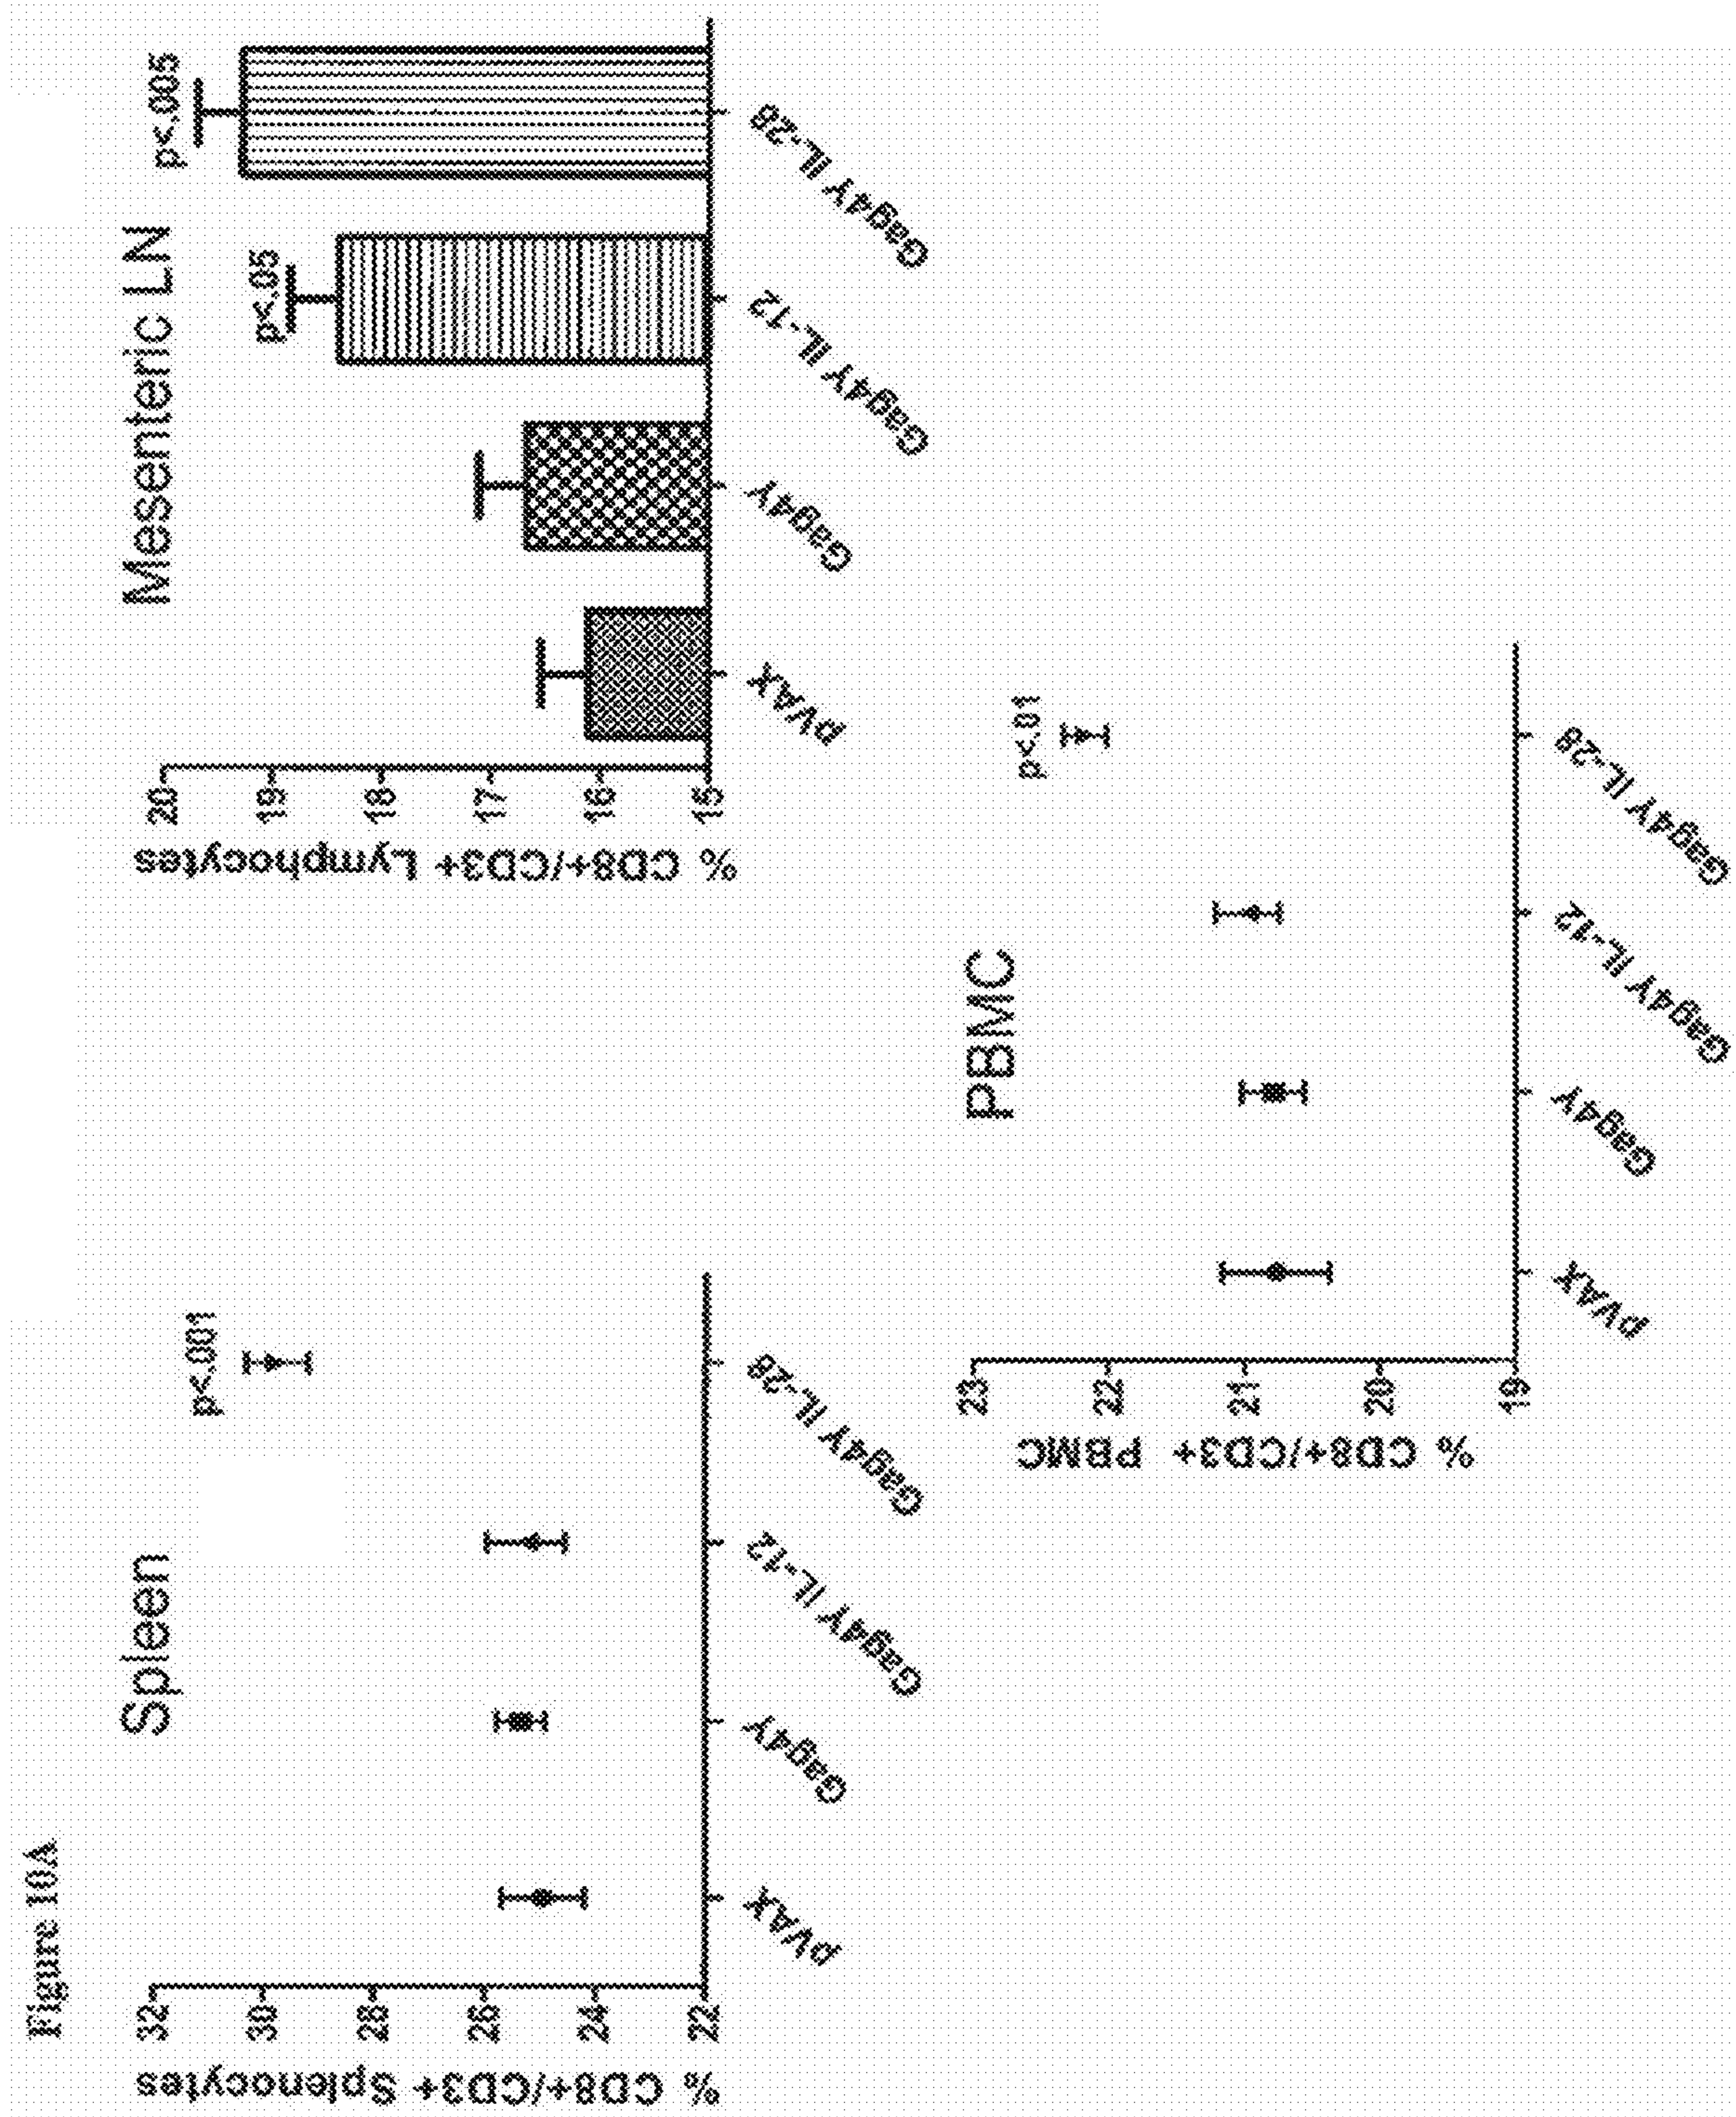 Figure 10A
Spleen
% CD8+/CD3+ Splenocytes
32
30
28
26
24
22
p<.001
pVAX
Gag4Y
Gag4Y IL-12
Gag4Y IL-28
Mesenteric LN
% CD8+/CD3+ Lymphocytes
20
19
18
17
16
15
p<.05
p<.005
pVAX
Gag4Y
Gag4Y IL-12
Gag4Y IL-28
PBMC
% CD8+/CD3+ PBMC
23
22
21
20
19
p<.01
pVAX
Gag4Y
Gag4Y IL-12
Gag4Y IL-28